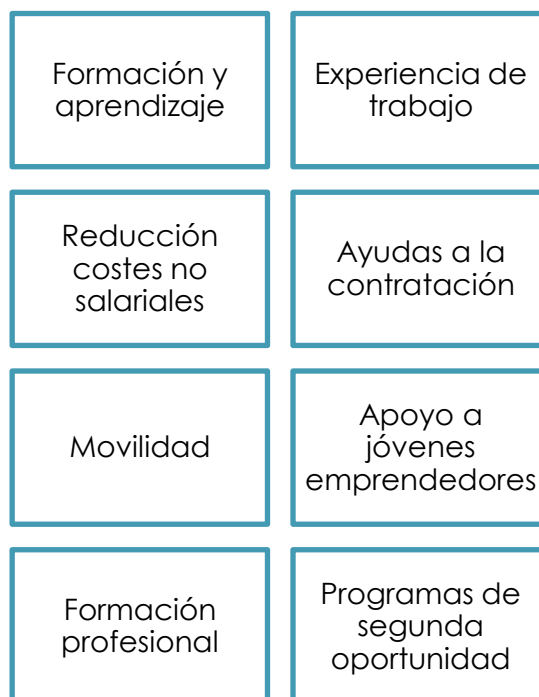 Formación y
aprendizaje
Experiencia de
trabajo
Reducción
costes no
salariales
Ayudas a la
contratación
Movilidad
Apoyo a
jóvenes
emprendedores
Formación
profesional
Programas de
segunda
oportunidad